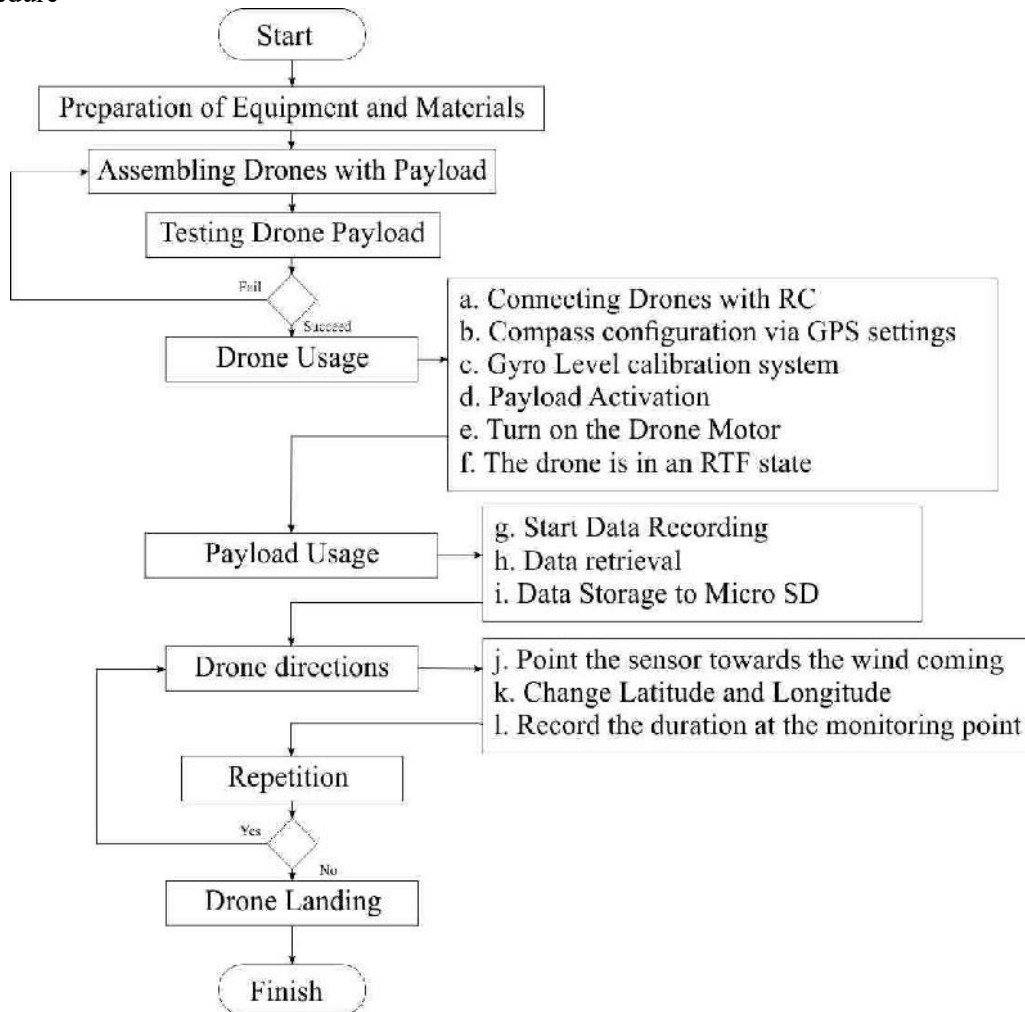 edure
Start
Preparation of Equipment and Materials
Assembling Drones with Payload
Testing Drone Payload
Fail
Succeed
Drone Usage
a. Connecting Drones with RC
b. Compass configuration via GPS settings
c. Gyro Level calibration system
d. Payload Activation
e. Turn on the Drone Motor
f. The drone is in an RTF state
Payload Usage
g. Start Data Recording
h. Data retrieval
i. Data Storage to Micro SD
Drone directions
j. Point the sensor towards the wind coming
k. Change Latitude and Longitude
l. Record the duration at the monitoring point
Repetition
Yes
No
Drone Landing
Finish